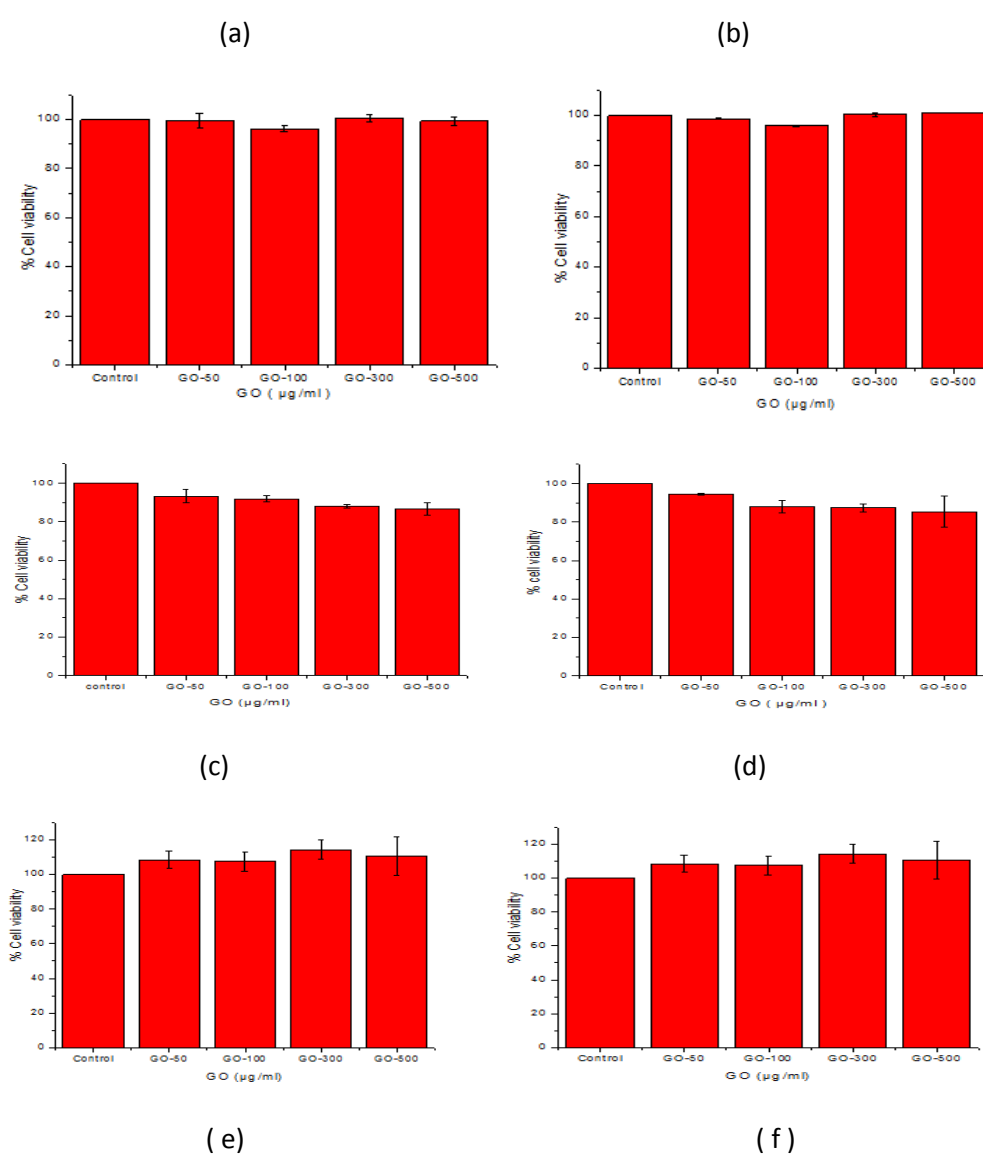 (a) (b)
100
80
60
40
20
0
% Cell viability
Control GO-50 GO-100 GO-300 GO-500
GO ( µg/ml )
100
80
60
40
20
0
% Cell viability
Control GO-50 GO-100 GO-300 GO-500
GO (µg/ml)
100
80
60
40
20
0
% Cell viability
control GO-50 GO-100 GO-300 GO-500
GO (µg/ml)
100
80
60
40
20
0
% cell viability
Control GO-50 GO-100 GO-300 GO-500
GO ( µg/ml )
(c) (d)
120
100
80
60
40
20
0
% Cell viability
Control GO-50 GO-100 GO-300 GO-500
GO (µg/ml)
120
100
80
60
40
20
0
% Cell viability
Control GO-50 GO-100 GO-300 GO-500
GO (µg/ml)
( e) ( f )